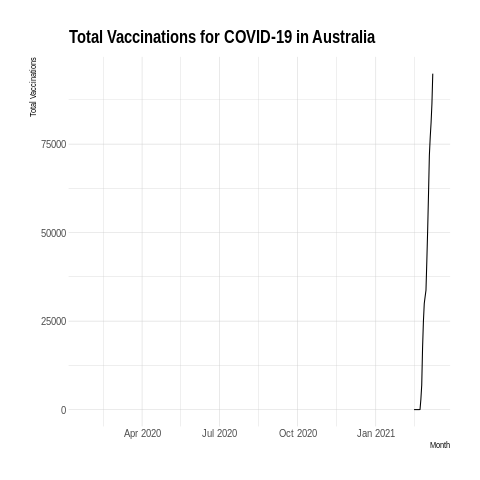 Total Vaccinations for COVID-19 in Australia
Total Vaccinations
75000
50000
25000
0
Apr 2020 Jul 2020 Oct 2020 Jan 2021
Month